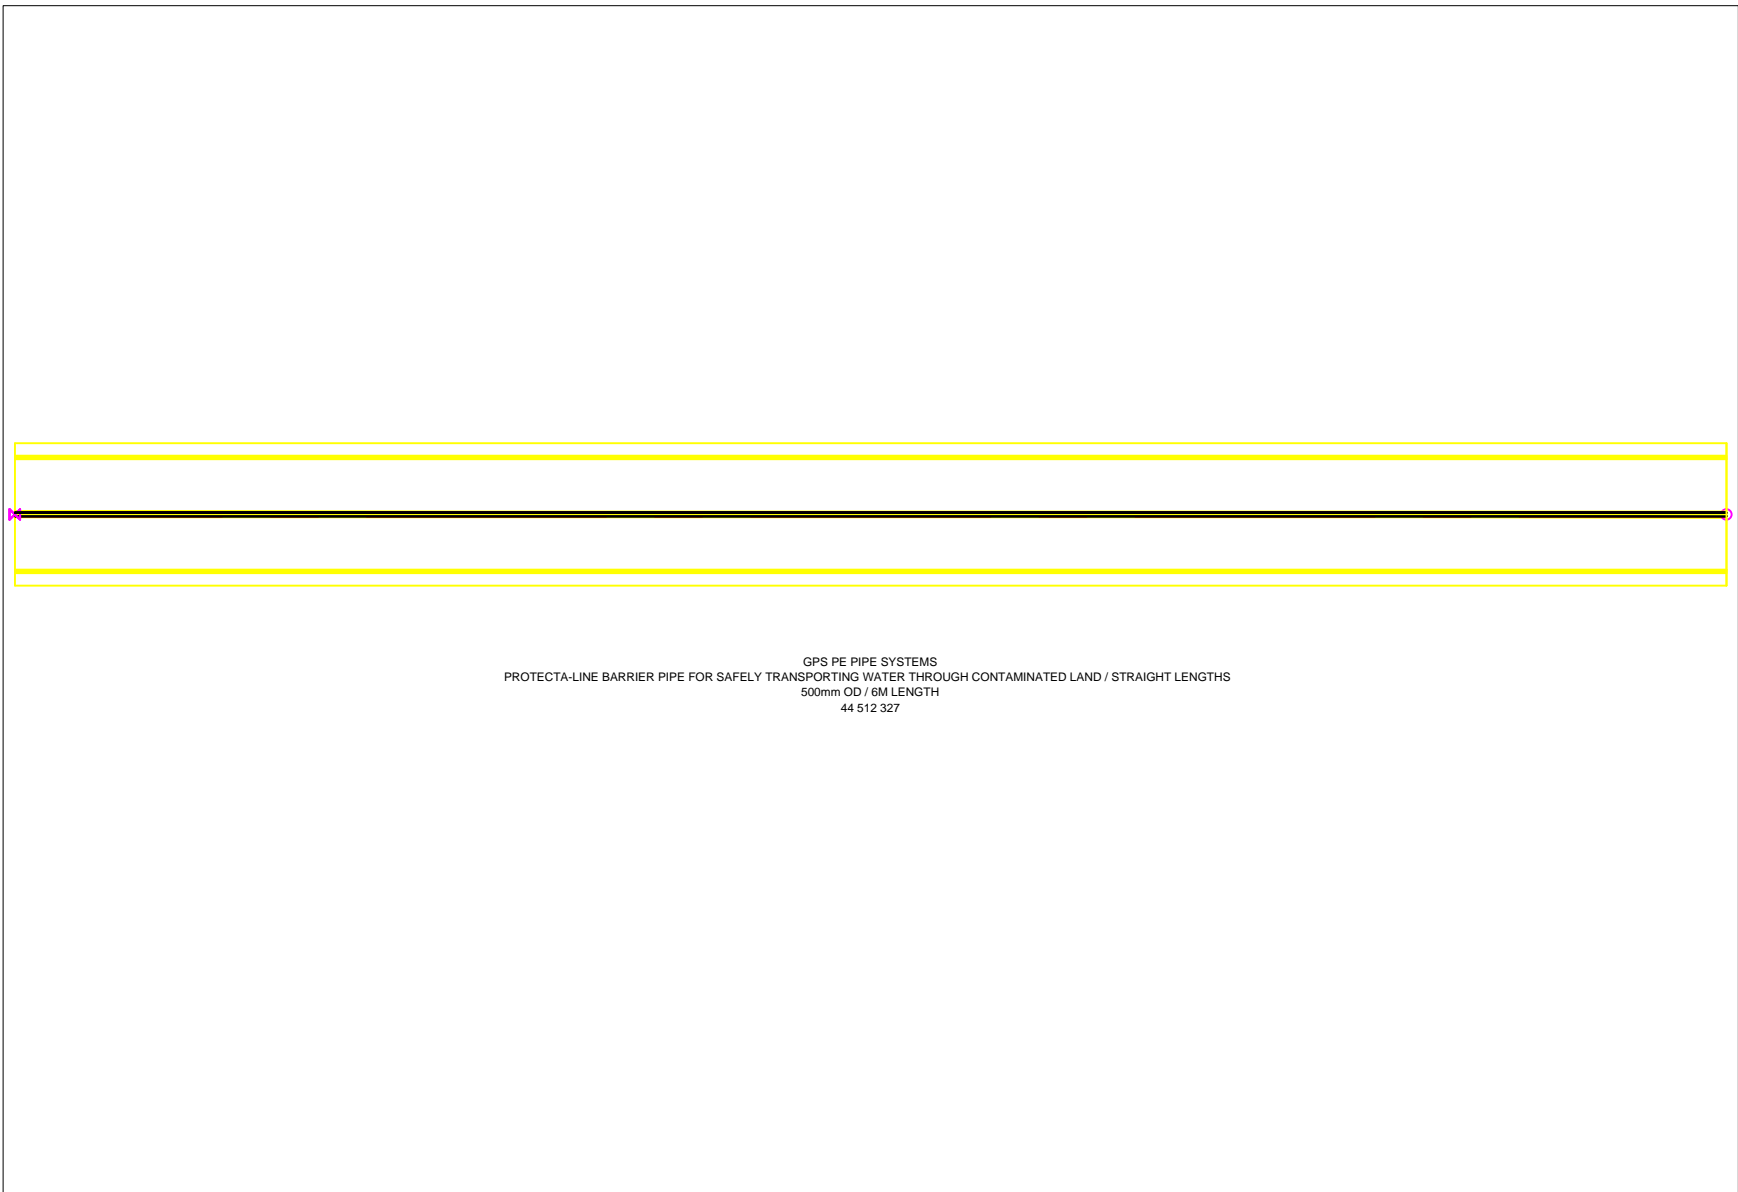 GPS PE PIPE SYSTEMS
PROTECTA-LINE BARRIER PIPE FOR SAFELY TRANSPORTING WATER THROUGH CONTAMINATED LAND / STRAIGHT LENGTHS
500mm OD / 6M LENGTH
44 512 327